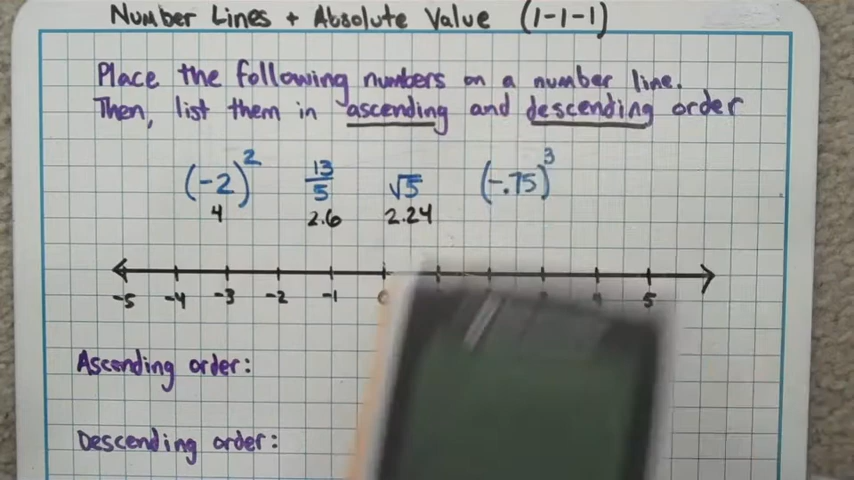 Number Lines + Absolute Value (1-1-1)
Place the following numbers on a number line.
Then, list them in ascending and descending order
(-2)² 13/5 √5 (-.75)³
4 2.6 2.24
-5 -4 -3 -2 -1 5
Ascending order:
Descending order: